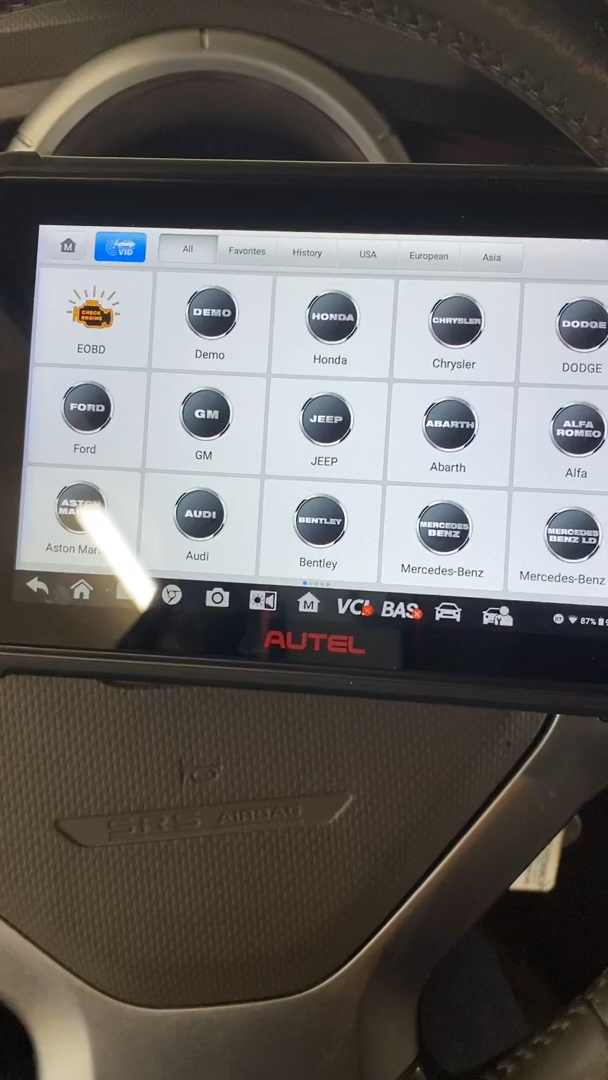 M VID All Favorites History USA European Asia
CHECK ENGINE DEMO HONDA CHRYSLER DODGE
EOBD Demo Honda Chrysler DODGE
FORD GM JEEP ABARTH ALFA ROMEO
Ford GM JEEP Abarth Alfa
ASTON AUDI BENTLEY MERCEDES BENZ MERCEDES BENZ LD
Aston Audi Bentley Mercedes-Benz Mercedes-Benz
M VCI BAS 87%
AUTEL
SRS AIRBAG